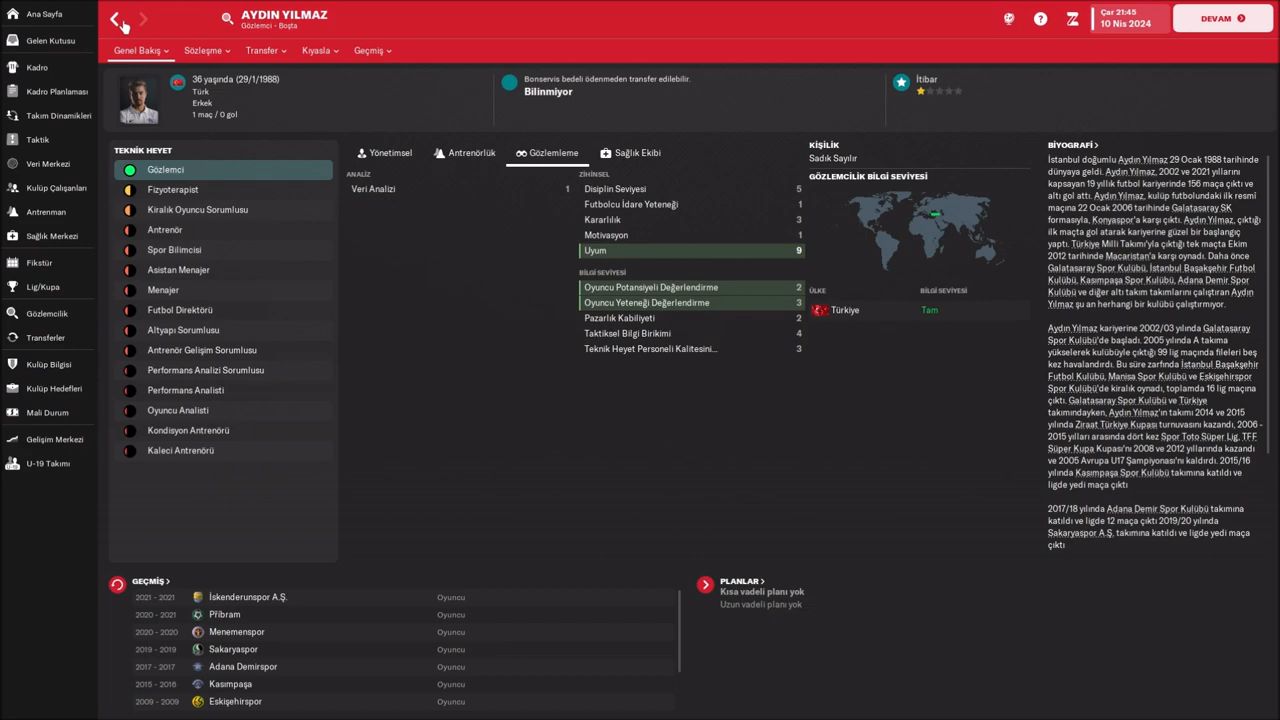 Ana Sayfa
Gelen Kutusu
Kadro
Kadro Planlaması
Takım Dinamikleri
Taktik
Veri Merkezi
Kulüp Çalışanları
Antrenman
Sağlık Merkezi
Fikstür
Lig/Kupa
Gözlemcilik
Transferler
Kulüp Bilgisi
Kulüp Hedefleri
Mali Durum
Gelişim Merkezi
U-19 Takımı
AYDIN YILMAZ
Gözlemci - Boşta
Çar 21:45
10 Nis 2024
DEVAM
Genel Bakış
Sözleşme
Transfer
Kıyasla
Geçmiş
36 yaşında (29/1/1988)
Türk
Erkek
1 maç / 0 gol
Bonservis bedeli ödenmeden transfer edilebilir.
Bilinmiyor
İtibar
TEKNİK HEYET
Gözlemci
Fizyoterapist
Kiralık Oyuncu Sorumlusu
Antrenör
Spor Bilimcisi
Asistan Menajer
Menajer
Futbol Direktörü
Altyapı Sorumlusu
Antrenör Gelişim Sorumlusu
Performans Analizi Sorumlusu
Performans Analisti
Oyuncu Analisti
Kondisyon Antrenörü
Kaleci Antrenörü
Yönetimsel
Antrenörlük
Gözlemleme
Sağlık Ekibi
ANALİZ
Veri Analizi 1
ZİHİNSEL
Disiplin Seviyesi 5
Futbolcu İdare Yeteneği 1
Kararlılık 3
Motivasyon 1
Uyum 9
BİLGİ SEVİYESİ
Oyuncu Potansiyeli Değerlendirme 2
Oyuncu Yeteneği Değerlendirme 3
Pazarlık Kabiliyeti 2
Taktiksel Bilgi Birikimi 4
Teknik Heyet Personeli Kalitesini... 3
KİŞİLİK
Sadık Sayılır
GÖZLEMCİLİK BİLGİ SEVİYESİ
ÜLKE BİLGİ SEVİYESİ
Türkiye Tam
BİYOGRAFİ
İstanbul doğumlu Aydın Yılmaz 29 Ocak 1988 tarihinde
dünyaya geldi. Aydın Yılmaz, 2002 ve 2021 yıllarını
kapsayan 19 yıllık futbol kariyerinde 156 maça çıktı ve
altı gol attı. Aydın Yılmaz, kulüp futbolundaki ilk resmî
maçına 22 Ocak 2006 tarihinde Galatasaray SK
formasıyla, Konyaspor'a karşı çıktı. Aydın Yılmaz, çıktığı
ilk maçta gol atarak kariyerine güzel bir başlangıç
yaptı. Türkiye Milli Takımı'yla çıktığı tek maçta Ekim
2012 tarihinde Macaristan'a karşı oynadı. Daha önce
Galatasaray Spor Kulübü, İstanbul Başakşehir Futbol
Kulübü, Kasımpaşa Spor Kulübü, Adana Demir Spor
Kulübü ve diğer altı takım takımlarını çalıştıran Aydın
Yılmaz şu an herhangi bir kulübü çalıştırmıyor.
Aydın Yılmaz kariyerine 2002/03 yılında Galatasaray
Spor Kulübü'de başladı. 2005 yılında A takıma
yükselerek kulübüyle çıktığı 99 lig maçında fileleri beş
kez havalandırdı. Bu süre zarfında İstanbul Başakşehir
Futbol Kulübü, Manisa Spor Kulübü ve Eskişehirspor
Spor Kulübü'de kiralık oynadı, toplamda 16 lig maçına
çıktı. Galatasaray Spor Kulübü ve Türkiye
takımındayken, Aydın Yılmaz'ın takımı 2014 ve 2015
yılında Ziraat Türkiye Kupası turnuvasını kazandı, 2006 -
2015 yılları arasında dört kez Spor Toto Süper Lig, TFF
Süper Kupa Kupası'nı 2008 ve 2012 yıllarında kazandı
ve 2005 Avrupa U17 Şampiyonası'nı kaldırdı. 2015/16
yılında Kasımpaşa Spor Kulübü takımına katıldı ve
ligde yedi maça çıktı
2017/18 yılında Adana Demir Spor Kulübü takımına
katıldı ve ligde 12 maça çıktı 2019/20 yılında
Sakaryaspor A.Ş. takımına katıldı ve ligde yedi maça
çıktı
GEÇMİŞ
2021 - 2021 İskenderunspor A.Ş. Oyuncu
2020 - 2021 Příbram Oyuncu
2020 - 2020 Menemenspor Oyuncu
2019 - 2019 Sakaryaspor Oyuncu
2017 - 2017 Adana Demirspor Oyuncu
2015 - 2016 Kasımpaşa Oyuncu
2009 - 2009 Eskişehirspor Oyuncu
PLANLAR
Kısa vadeli planı yok
Uzun vadeli planı yok